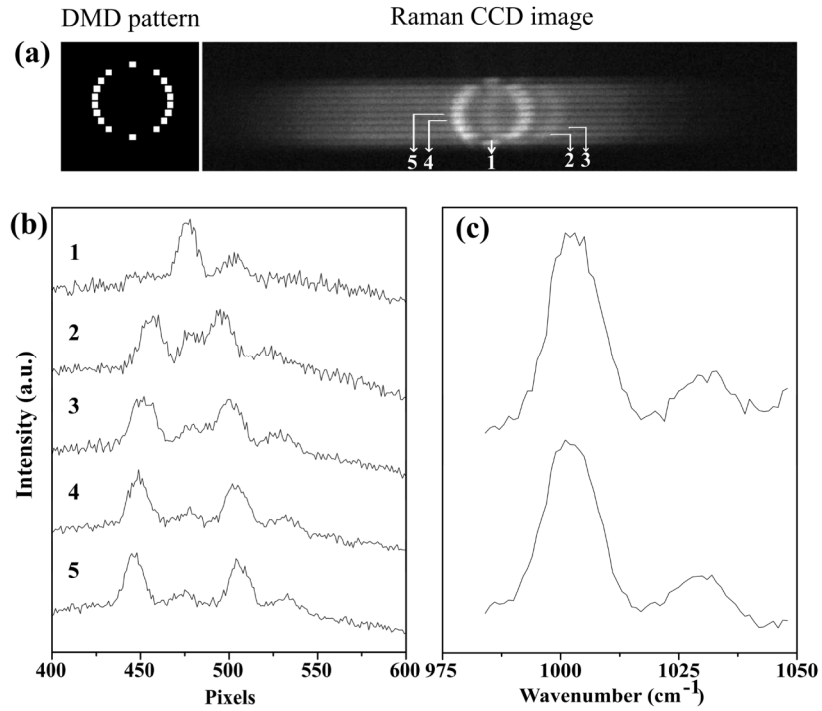 DMD pattern Raman CCD image
(a)
5 4 1 2 3
(b) (c)
1
2
3
4
5
Intensity (a.u.)
400 450 500 550 600 975 1000 1025 1050
Pixels Wavenumber (cm⁻¹)